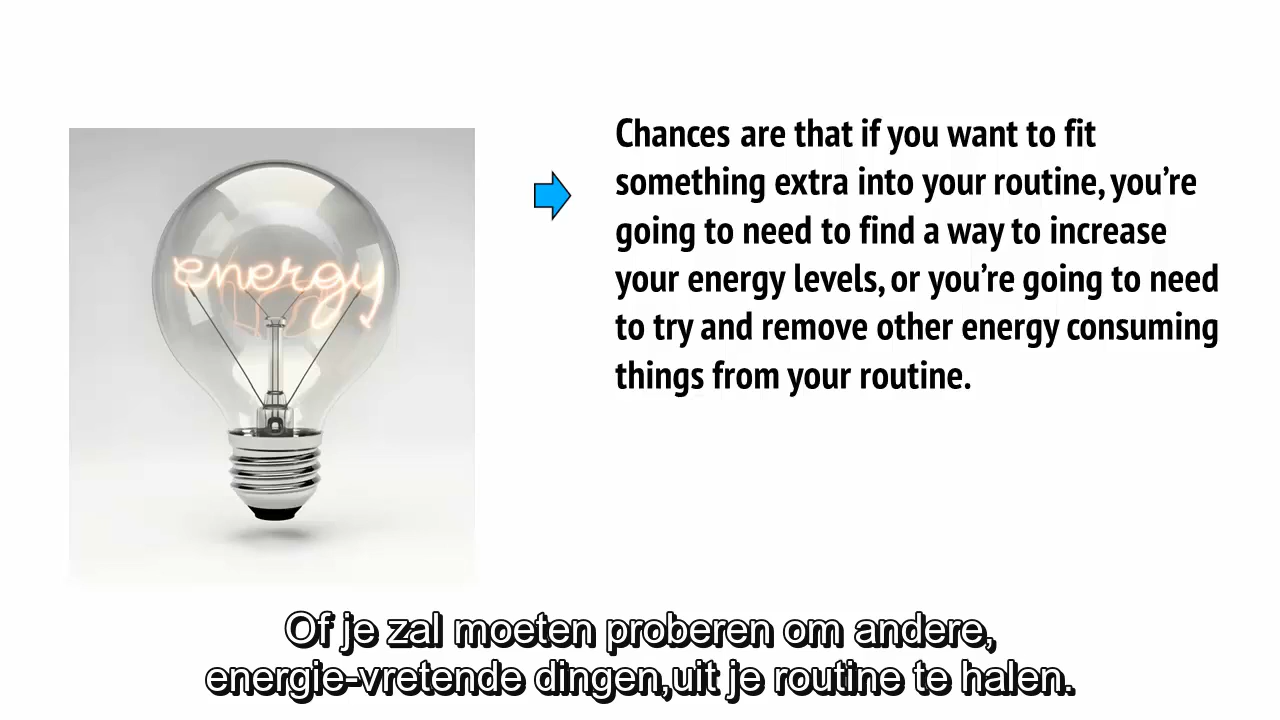 energy
Chances are that if you want to fit
something extra into your routine, you're
going to need to find a way to increase
your energy levels, or you're going to need
to try and remove other energy consuming
things from your routine.
Of je zal moeten proberen om andere,
energie-vretende dingen,uit je routine te halen.